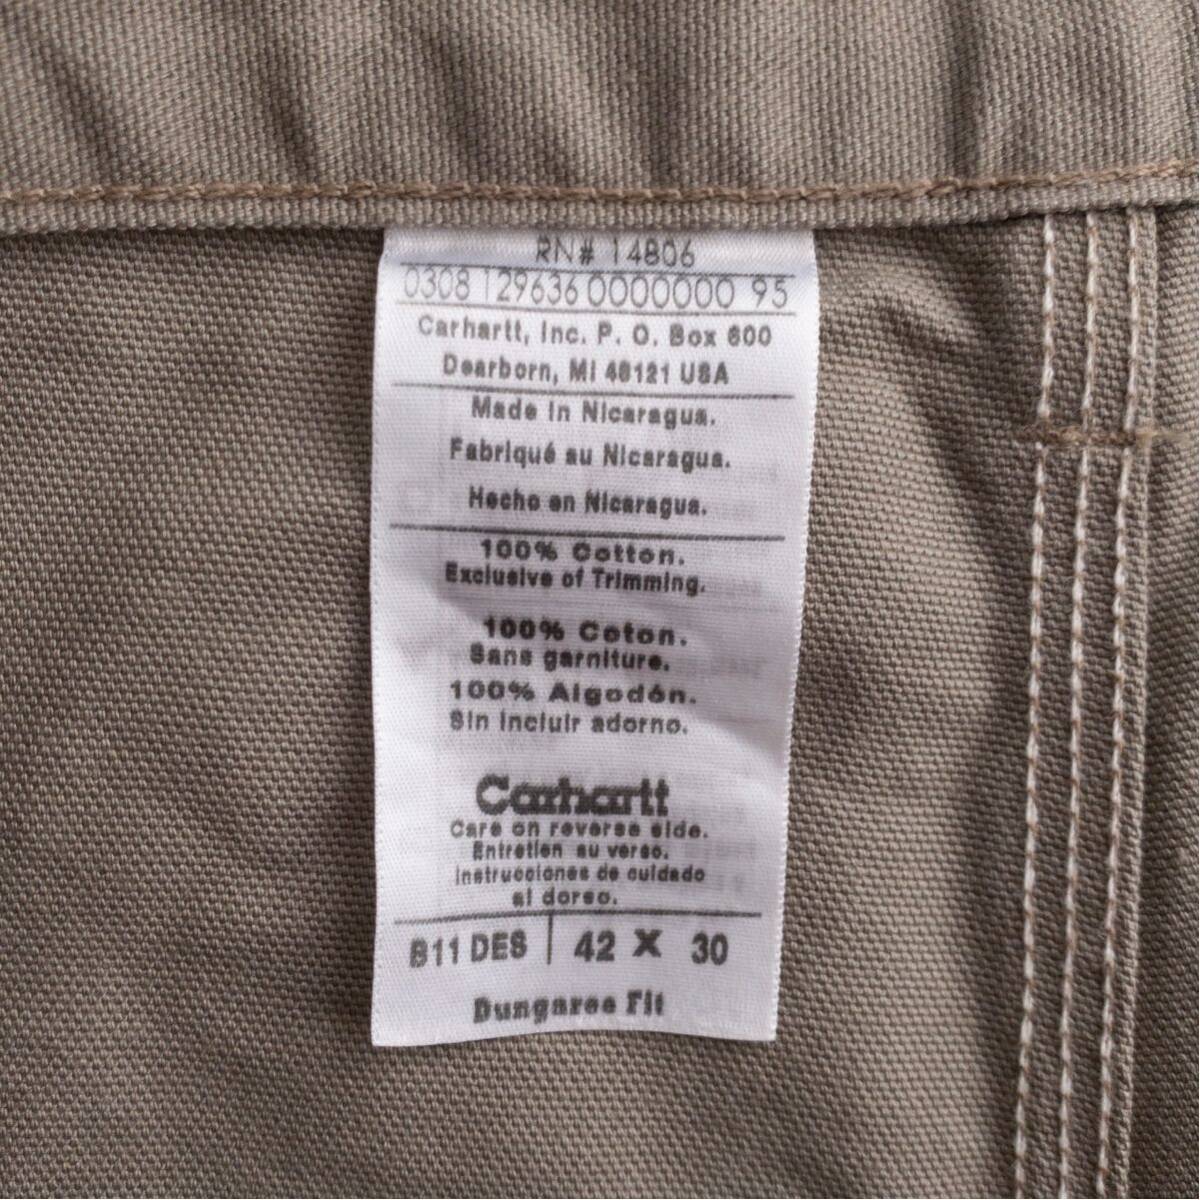 RN# 14806
0308 129636 0000000 95
Carhartt, Inc. P. O. Box 600
Dearborn, MI 48121 USA
Made in Nicaragua.
Fabriqué au Nicaragua.
Hecho en Nicaragua.
100% Cotton.
Exclusive of Trimming.
100% Coton.
Sans garniture.
100% Algodón.
Sin incluir adorno.
Carhartt
Care on reverse side.
Entretien au verso.
Instrucciones de cuidado
al dorso.
B11 DES | 42 X 30
Dungaree Fit